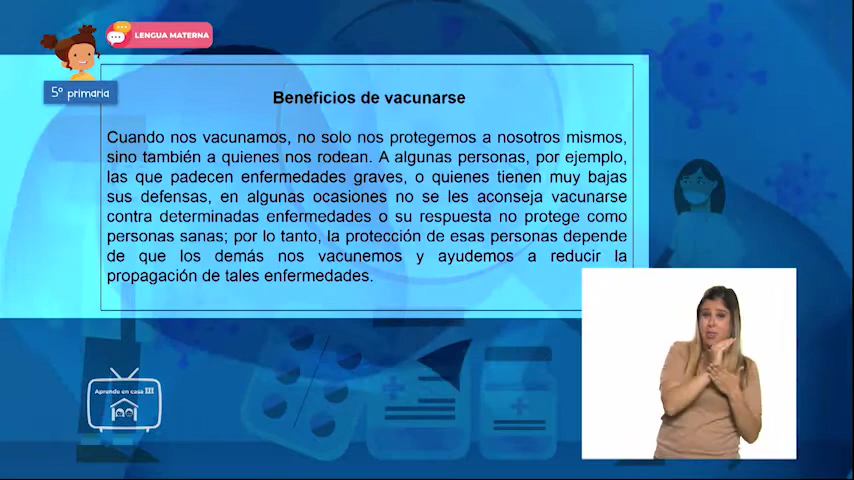 LENGUA MATERNA
5º primaria
Beneficios de vacunarse
Cuando nos vacunamos, no solo nos protegemos a nosotros mismos,
sino también a quienes nos rodean. A algunas personas, por ejemplo,
las que padecen enfermedades graves, o quienes tienen muy bajas
sus defensas, en algunas ocasiones no se les aconseja vacunarse
contra determinadas enfermedades o su respuesta no protege como
personas sanas; por lo tanto, la protección de esas personas depende
de que los demás nos vacunemos y ayudemos a reducir la
propagación de tales enfermedades.
Aprende en casa III